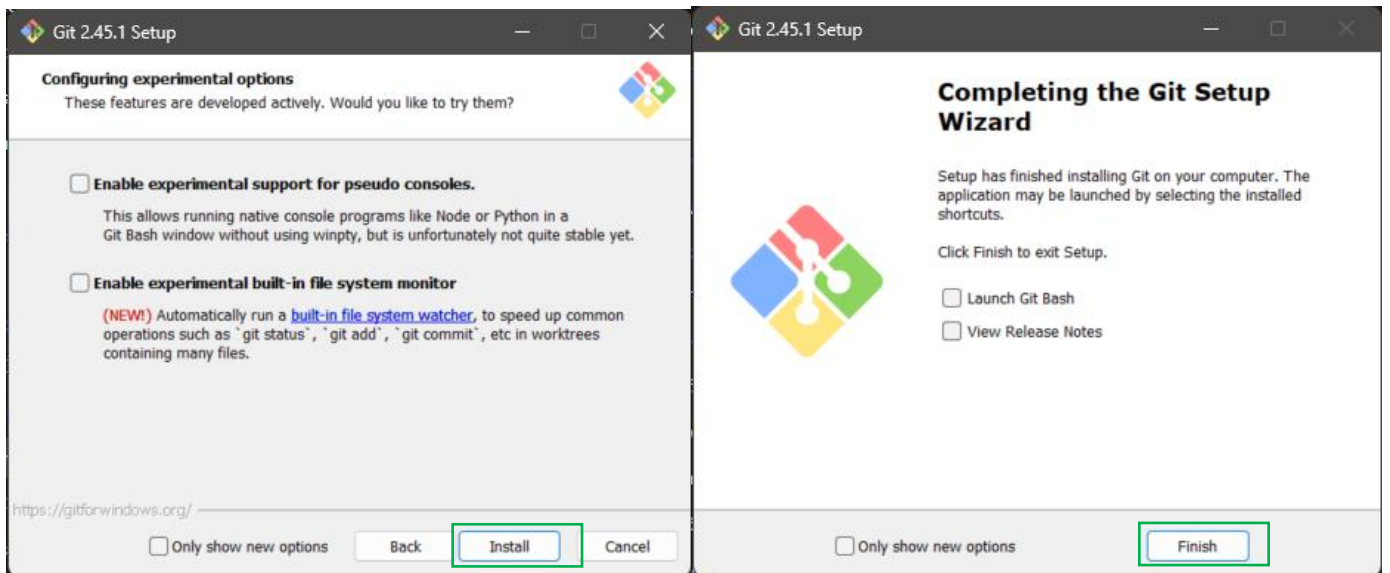 Git 2.45.1 Setup
Configuring experimental options
These features are developed actively. Would you like to try them?
Enable experimental support for pseudo consoles.
This allows running native console programs like Node or Python in a
Git Bash window without using winpty, but is unfortunately not quite stable yet.
Enable experimental built-in file system monitor
(NEW!) Automatically run a built-in file system watcher, to speed up common
operations such as `git status`, `git add`, `git commit`, etc in worktrees
containing many files.
https://gitforwindows.org/
Only show new options
Back
Install
Cancel
Git 2.45.1 Setup
Completing the Git Setup
Wizard
Setup has finished installing Git on your computer. The
application may be launched by selecting the installed
shortcuts.
Click Finish to exit Setup.
Launch Git Bash
View Release Notes
Only show new options
Finish